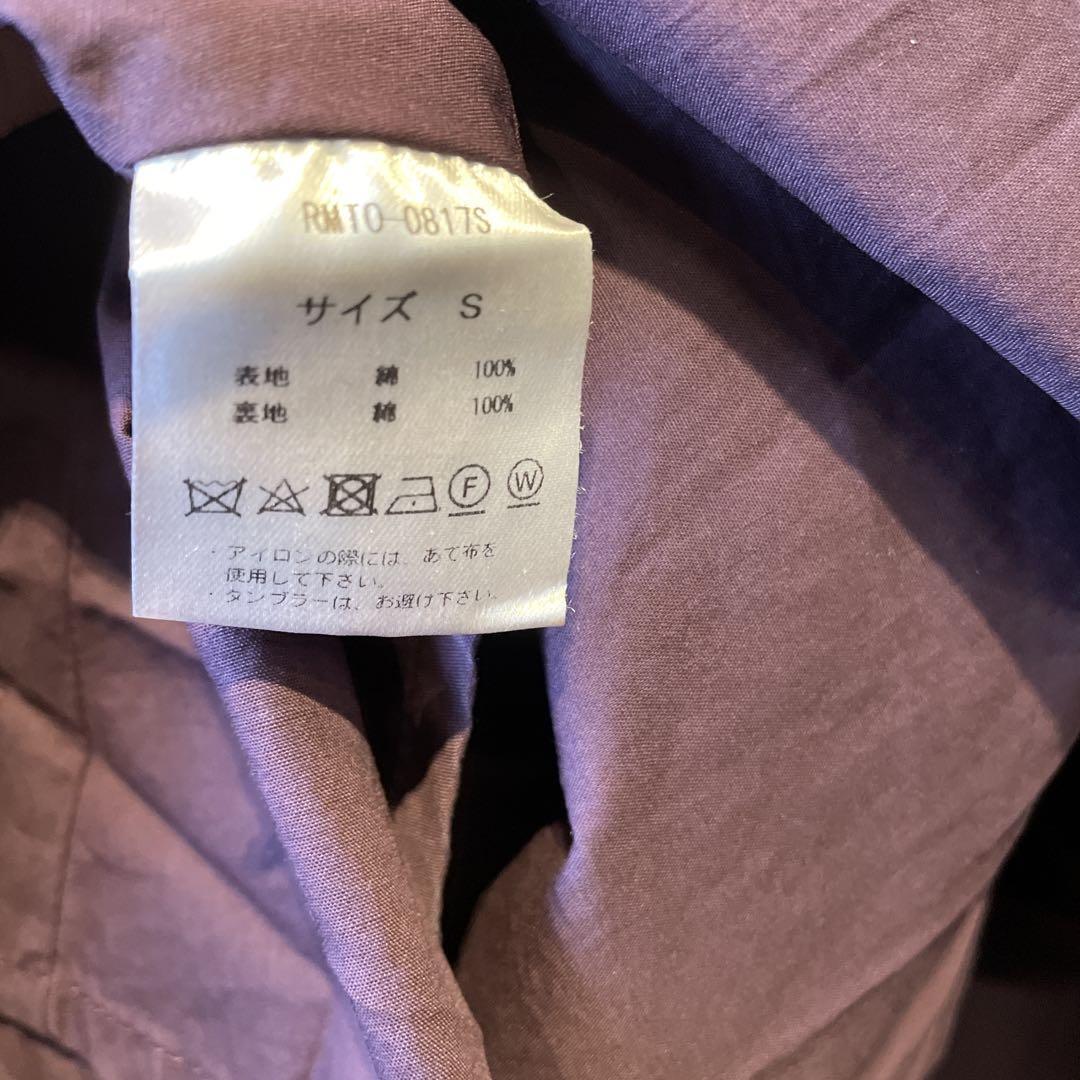 RMTO-0817S
サイズ S
表地 綿 100%
裏地 綿 100%
F W
・アイロンの際には、あて布を
使用して下さい。
・タンブラーは、お避け下さい。